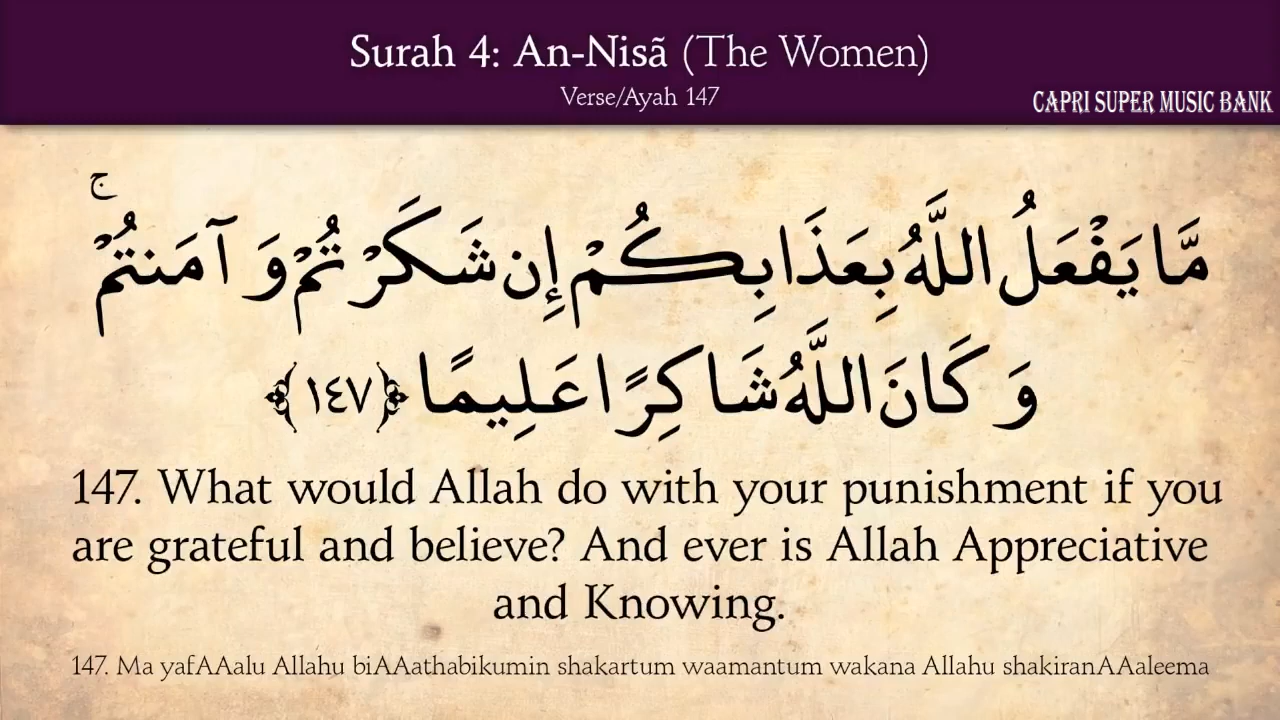 Surah 4: An-Nisã (The Women)
Verse/Ayah 147
CAPRI SUPER MUSIC BANK
مَّا يَفْعَلُ اللَّهُ بِعَذَابِكُمْ إِن شَكَرْتُمْ وَآمَنتُمْ ۚ
وَكَانَ اللَّهُ شَاكِرًا عَلِيمًا ﴿١٤٧﴾
147. What would Allah do with your punishment if you
are grateful and believe? And ever is Allah Appreciative
and Knowing.
147. Ma yafAAalu Allahu biAAathabikumin shakartum waamantum wakana Allahu shakiranAAaleema